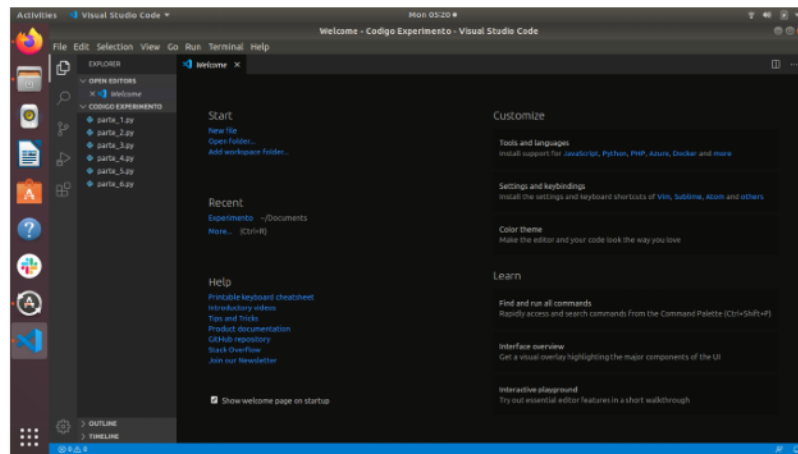 Activities
Visual Studio Code
Mon 05:20
Welcome - Codigo Experimento - Visual Studio Code
File Edit Selection View Go Run Terminal Help
EXPLORER
Welcome
OPEN EDITORS
Welcome
CODIGO EXPERIMENTO
parte_1.py
parte_2.py
parte_3.py
parte_4.py
parte_5.py
parte_6.py
OUTLINE
TIMELINE
Start
New file
Open folder...
Add workspace folder...
Recent
Experimento ~/Documents
More... (Ctrl+R)
Help
Printable keyboard cheatsheet
Introductory videos
Tips and Tricks
Product documentation
GitHub repository
Stack Overflow
Join our Newsletter
Show welcome page on startup
Customize
Tools and languages
Install support for JavaScript, Python, PHP, Azure, Docker and more
Settings and keybindings
Install the settings and keyboard shortcuts of Vim, Sublime, Atom and others
Color theme
Make the editor and your code look the way you love
Learn
Find and run all commands
Rapidly access and search commands from the Command Palette (Ctrl+Shift+P)
Interface overview
Get a visual overlay highlighting the major components of the UI
Interactive playground
Try out essential editor features in a short walkthrough
0 0